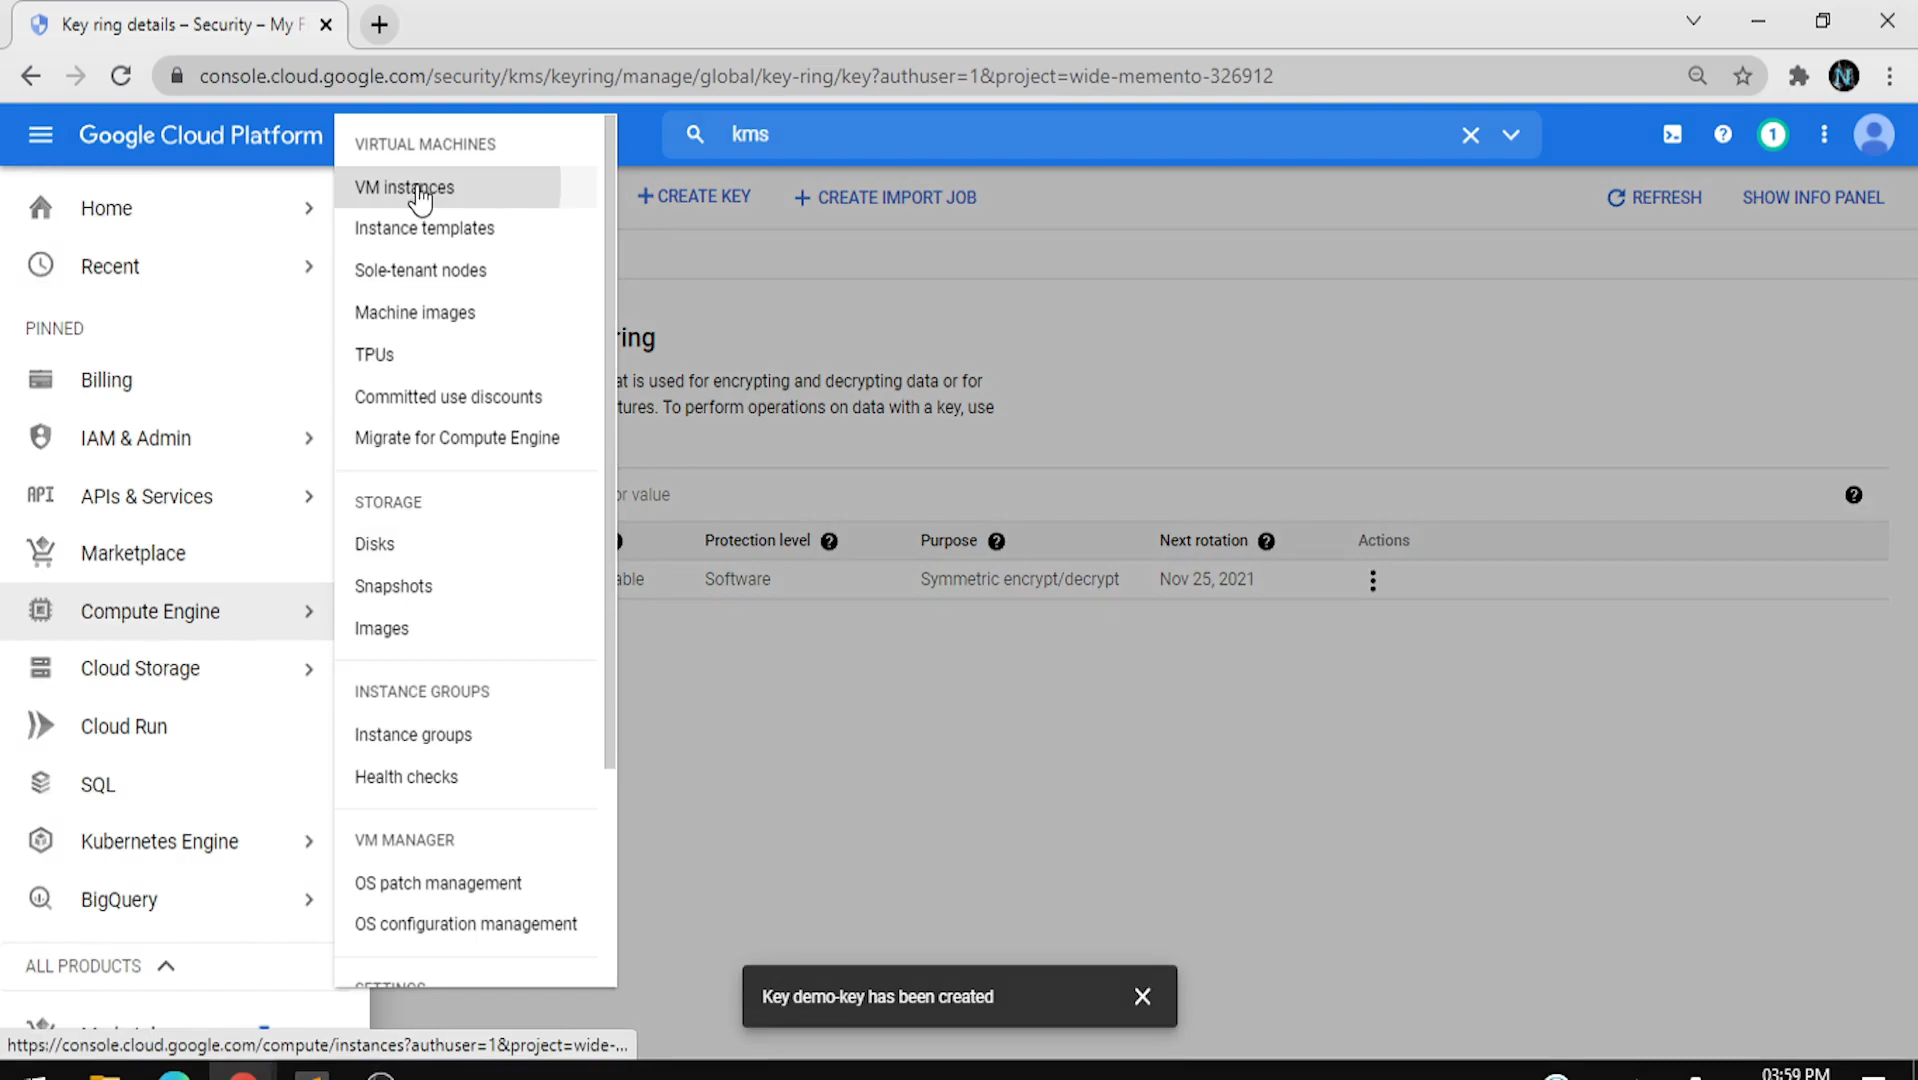 Key ring details – Security – My F
console.cloud.google.com/security/kms/keyring/manage/global/key-ring/key?authuser=1&project=wide-memento-326912
Google Cloud Platform
kms
1
N
Home
Recent
PINNED
Billing
IAM & Admin
API
APIs & Services
Marketplace
Compute Engine
Cloud Storage
Cloud Run
SQL
Kubernetes Engine
BigQuery
ALL PRODUCTS
VIRTUAL MACHINES
VM instances
Instance templates
Sole-tenant nodes
Machine images
TPUs
Committed use discounts
Migrate for Compute Engine
STORAGE
Disks
Snapshots
Images
INSTANCE GROUPS
Instance groups
Health checks
VM MANAGER
OS patch management
OS configuration management
SETTINGS
CREATE KEY
CREATE IMPORT JOB
REFRESH
SHOW INFO PANEL
ring
at is used for encrypting and decrypting data or for
tures. To perform operations on data with a key, use
or value
Protection level
Purpose
Next rotation
Actions
able
Software
Symmetric encrypt/decrypt
Nov 25, 2021
Key demo-key has been created
https://console.cloud.google.com/compute/instances?authuser=1&project=wide-...
03:59 PM